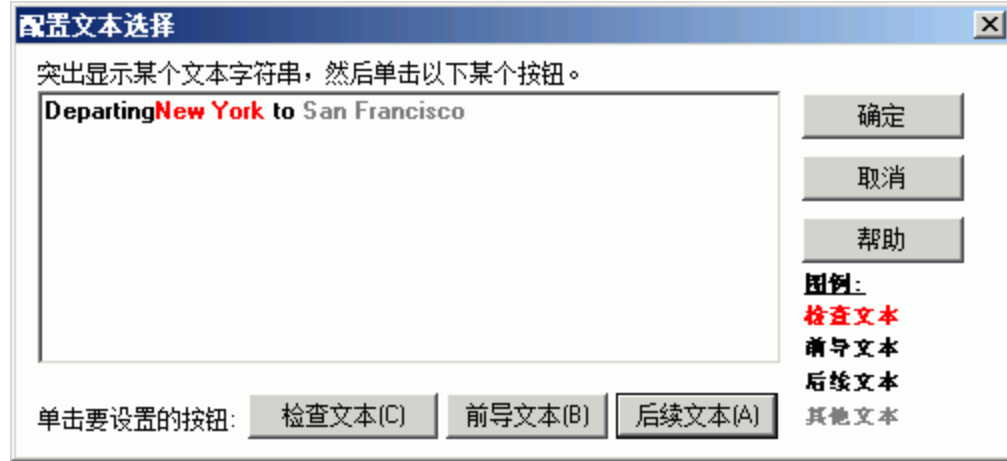 配置文本选择
突出显示某个文本字符串，然后单击以下某个按钮。
DepartingNew York to San Francisco
确定
取消
帮助
图例:
检查文本
前导文本
后续文本
其他文本
单击要设置的按钮: 检查文本(C) 前导文本(B) 后续文本(A)